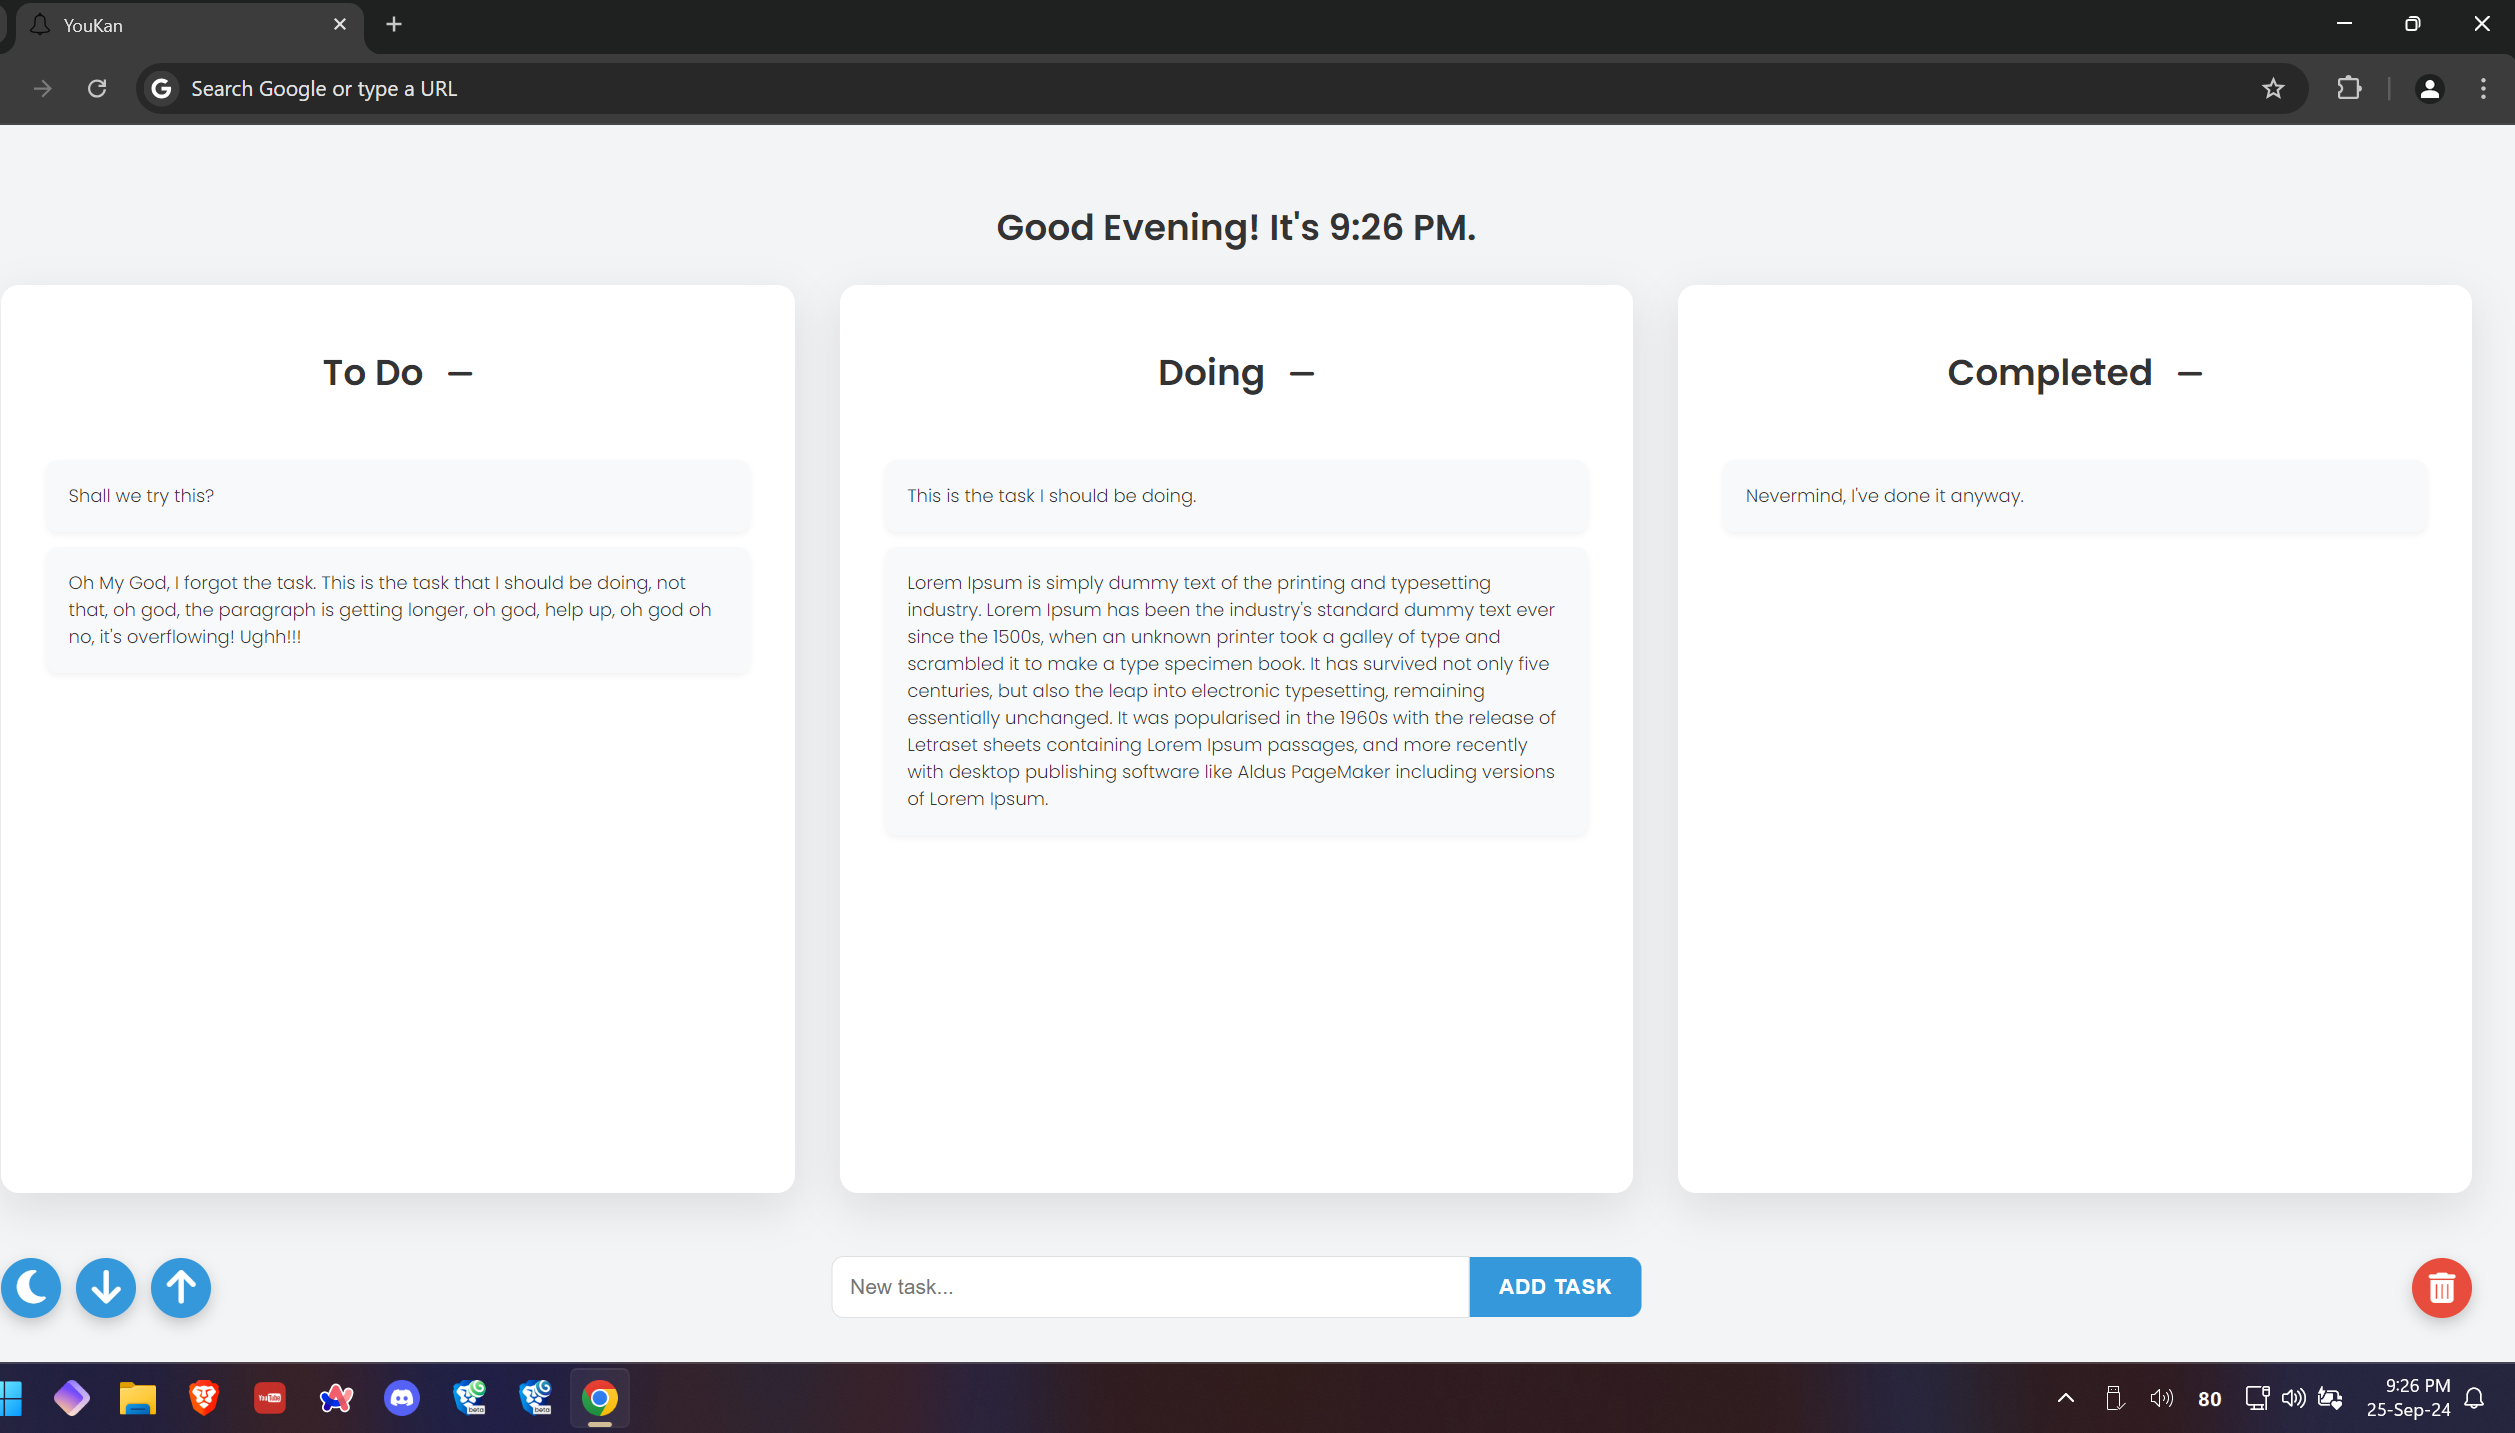 YouKan
Search Google or type a URL
Good Evening! It's 9:26 PM.
To Do
Shall we try this?
Oh My God, I forgot the task. This is the task that I should be doing, not
that, oh god, the paragraph is getting longer, oh god, help up, oh god oh
no, it's overflowing! Ughh!!!
Doing
This is the task I should be doing.
Lorem Ipsum is simply dummy text of the printing and typesetting
industry. Lorem Ipsum has been the industry's standard dummy text ever
since the 1500s, when an unknown printer took a galley of type and
scrambled it to make a type specimen book. It has survived not only five
centuries, but also the leap into electronic typesetting, remaining
essentially unchanged. It was popularised in the 1960s with the release of
Letraset sheets containing Lorem Ipsum passages, and more recently
with desktop publishing software like Aldus PageMaker including versions
of Lorem Ipsum.
Completed
Nevermind, I've done it anyway.
New task...
ADD TASK
YouTube
beta
beta
80
9:26 PM
25-Sep-24